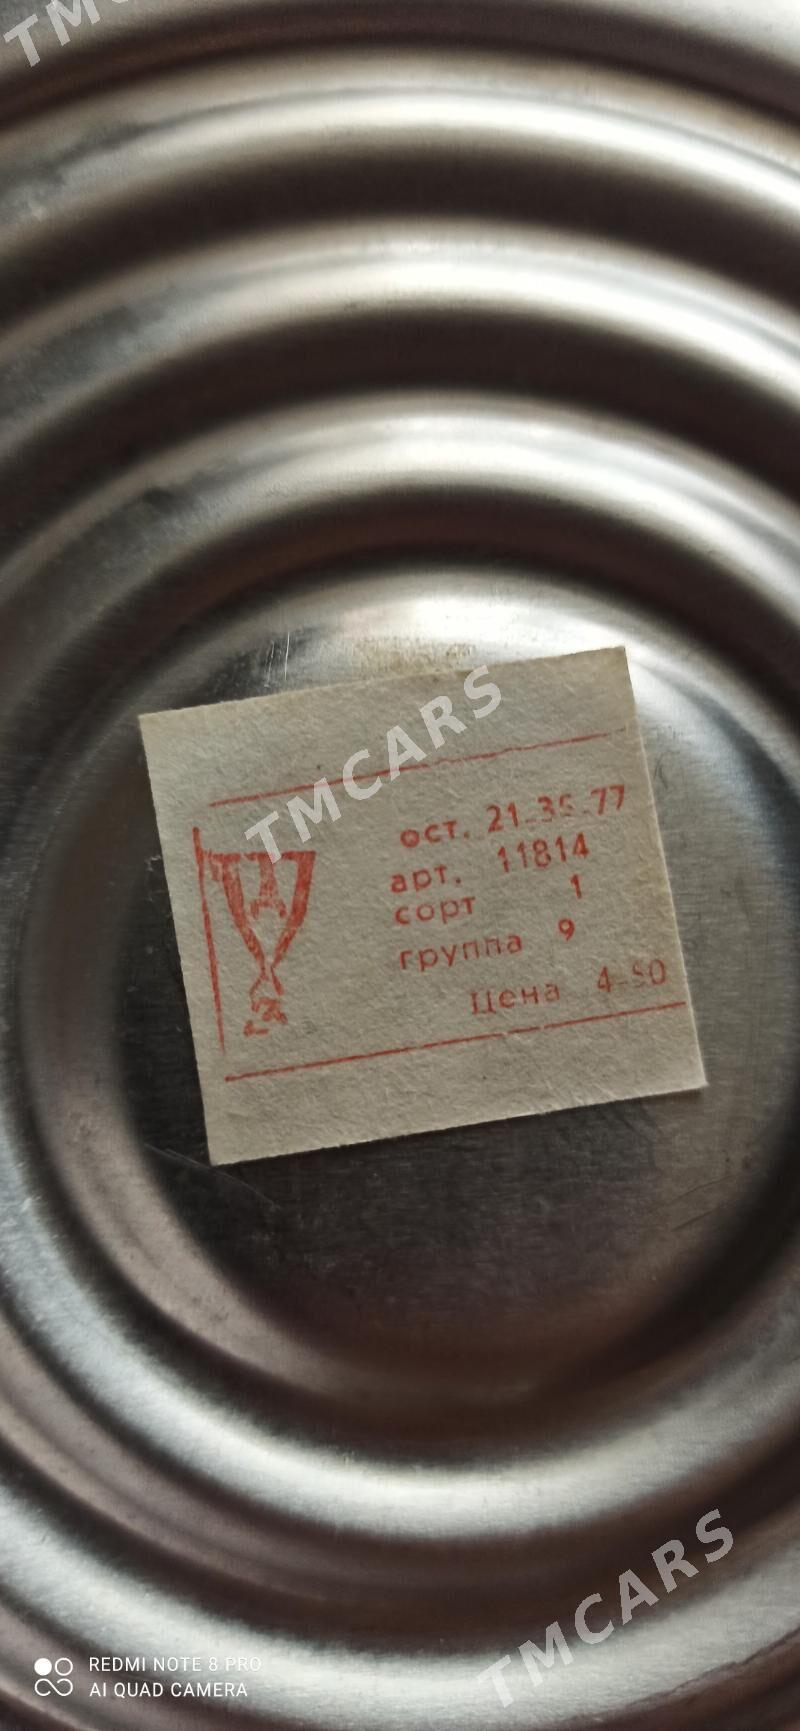 TMCARS
TMCARS
ост. 21-35-77
арт. 11814
сорт 1
группа 9
Цена 4-50
TMCARS
REDMI NOTE 8 PRO
AI QUAD CAMERA